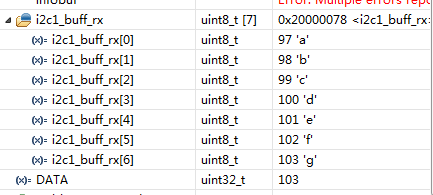 Error: Multiple errors repo
i2c1_buff_rx uint8_t [7] 0x20000078 <i2c1_buff_rx>
(x)= i2c1_buff_rx[0] uint8_t 97 'a'
(x)= i2c1_buff_rx[1] uint8_t 98 'b'
(x)= i2c1_buff_rx[2] uint8_t 99 'c'
(x)= i2c1_buff_rx[3] uint8_t 100 'd'
(x)= i2c1_buff_rx[4] uint8_t 101 'e'
(x)= i2c1_buff_rx[5] uint8_t 102 'f'
(x)= i2c1_buff_rx[6] uint8_t 103 'g'
(x)= DATA uint32_t 103